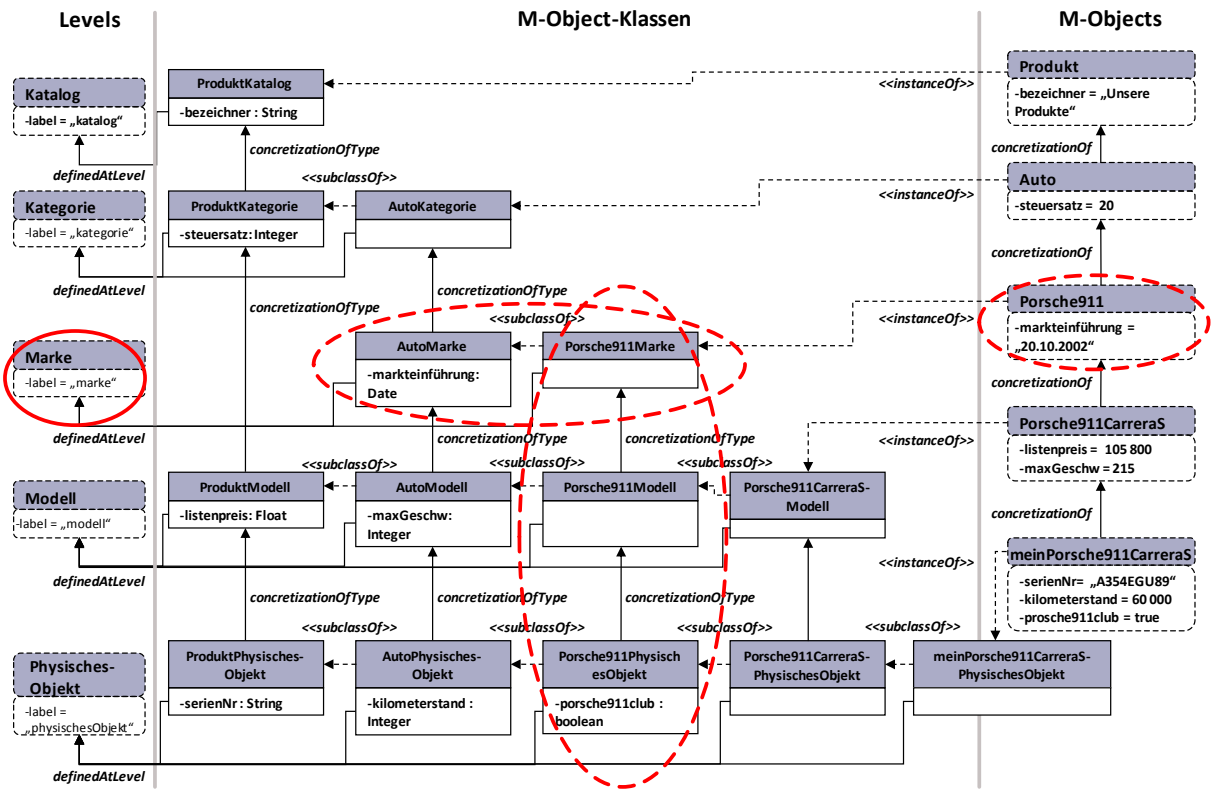 Levels
M-Object-Klassen
M-Objects
Katalog
-label = „katalog“
ProduktKatalog
-bezeichner : String
<<instanceOf>>
Produkt
-bezeichner = „Unsere
Produkte“
definedAtLevel
concretizationOfType
concretizationOf
<<subclassOf>>
Kategorie
-label = „kategorie“
ProduktKategorie
-steuersatz: Integer
AutoKategorie
<<instanceOf>>
Auto
-steuersatz = 20
definedAtLevel
concretizationOfType
concretizationOfType
concretizationOf
<<subclassOf>>
<<instanceOf>>
Marke
-label = „marke“
AutoMarke
-markteinführung:
Date
Porsche911Marke
Porsche911
-markteinführung =
„20.10.2002“
definedAtLevel
concretizationOfType
concretizationOfType
concretizationOf
<<subclassOf>>
<<subclassOf>>
<<subclassOf>>
<<instanceOf>>
Modell
-label = „modell“
ProduktModell
-listenpreis: Float
AutoModell
-maxGeschw:
Integer
Porsche911Modell
Porsche911CarreraS-
Modell
Porsche911CarreraS
-listenpreis = 105 800
-maxGeschw = 215
definedAtLevel
concretizationOfType
concretizationOfType
concretizationOfType
concretizationOf
<<subclassOf>>
<<subclassOf>>
<<subclassOf>>
<<subclassOf>>
<<instanceOf>>
meinPorsche911CarreraS
-serienNr= „A354EGU89“
-kilometerstand = 60 000
-prosche911club = true
Physisches-
Objekt
-label =
„physischesObjekt“
ProduktPhysisches-
Objekt
-serienNr : String
AutoPhysisches-
Objekt
-kilometerstand :
Integer
Porsche911Physisch
esObjekt
-porsche911club :
boolean
Porsche911CarreraS-
PhysischesObjekt
meinPorsche911CarreraS-
PhysischesObjekt
definedAtLevel